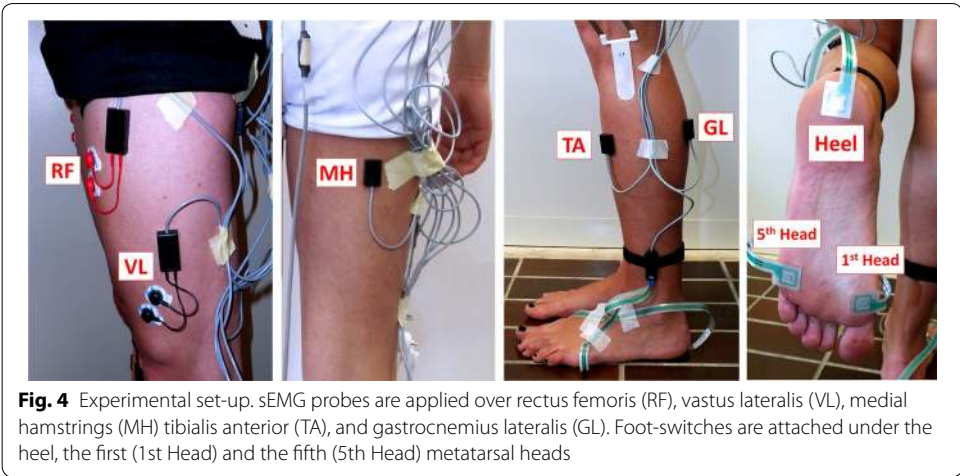 RF
VL
MH
TA
GL
Heel
5th Head
1st Head
Fig. 4 Experimental set-up. sEMG probes are applied over rectus femoris (RF), vastus lateralis (VL), medial
hamstrings (MH) tibialis anterior (TA), and gastrocnemius lateralis (GL). Foot-switches are attached under the
heel, the first (1st Head) and the fifth (5th Head) metatarsal heads